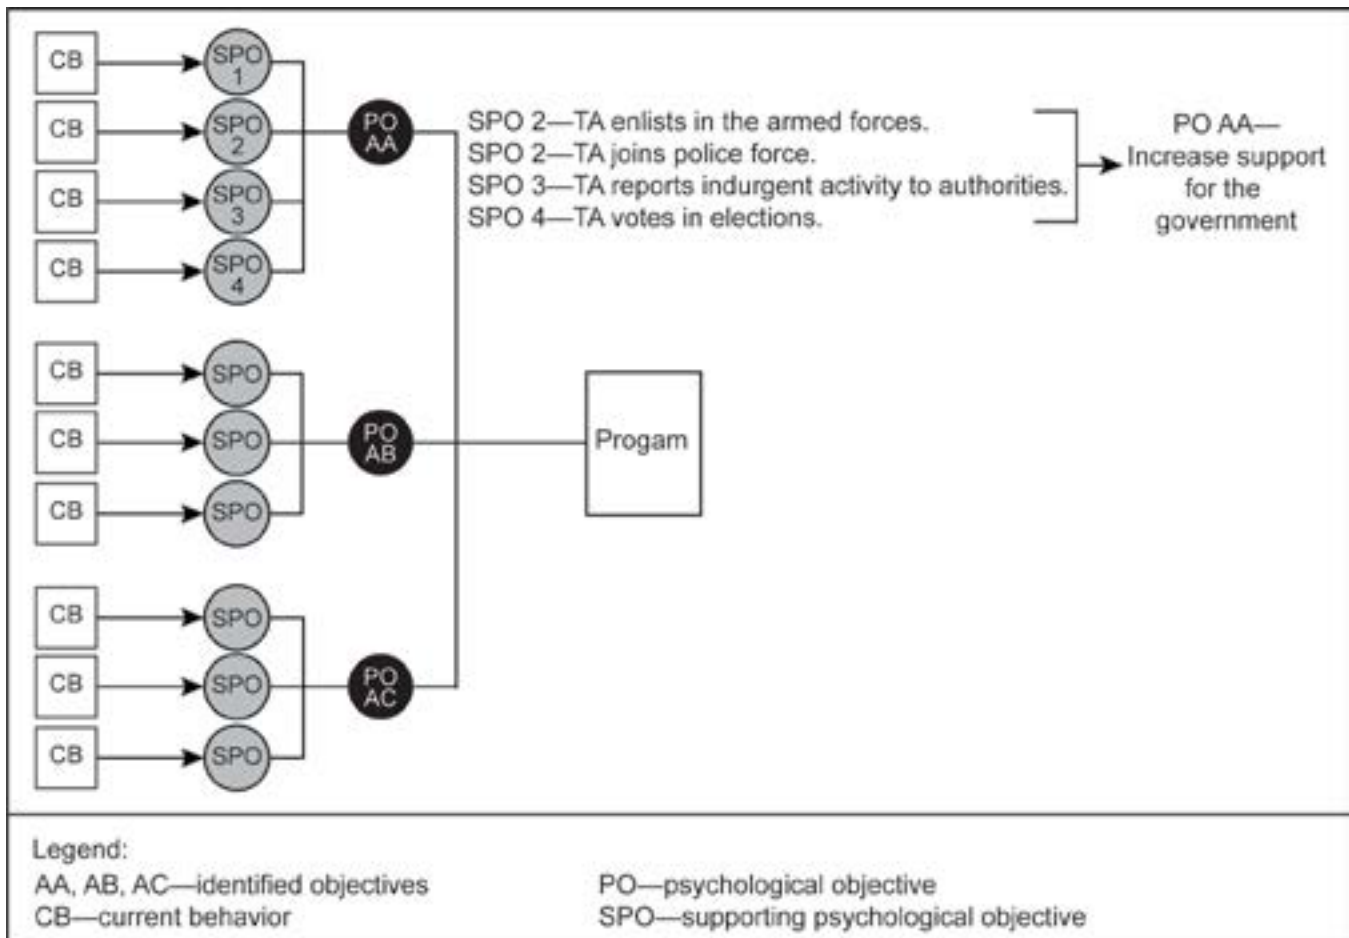 CB
SPO
1
CB
SPO
2
CB
SPO
3
CB
SPO
4
PO
AA
SPO 2—TA enlists in the armed forces.
SPO 2—TA joins police force.
SPO 3—TA reports indurgent activity to authorities.
SPO 4—TA votes in elections.
PO AA—
Increase support
for the
government
CB
SPO
CB
SPO
CB
SPO
PO
AB
Progam
CB
SPO
CB
SPO
CB
SPO
PO
AC
Legend:
AA, AB, AC—identified objectives
CB—current behavior
PO—psychological objective
SPO—supporting psychological objective